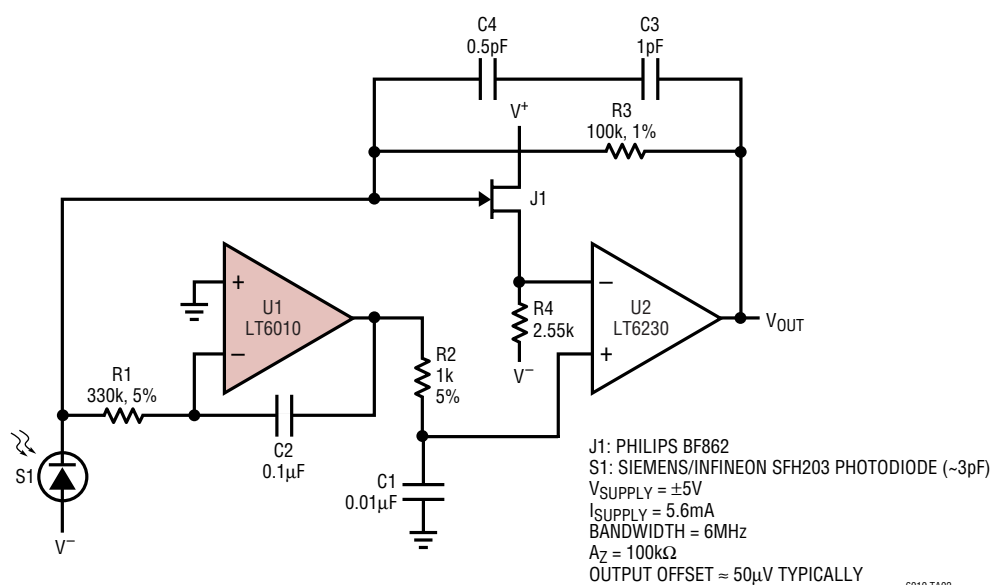 C4
0.5pF
C3
1pF
V+
R3
100k, 1%
J1
+
U1
LT6010
−
−
U2
LT6230
+
VOUT
R4
2.55k
V−
R2
1k
5%
R1
330k, 5%
C2
0.1µF
S1
V−
C1
0.01µF
J1: PHILIPS BF862
S1: SIEMENS/INFINEON SFH203 PHOTODIODE (~3pF)
VSUPPLY = ±5V
ISUPPLY = 5.6mA
BANDWIDTH = 6MHz
AZ = 100kΩ
OUTPUT OFFSET ≈ 50µV TYPICALLY